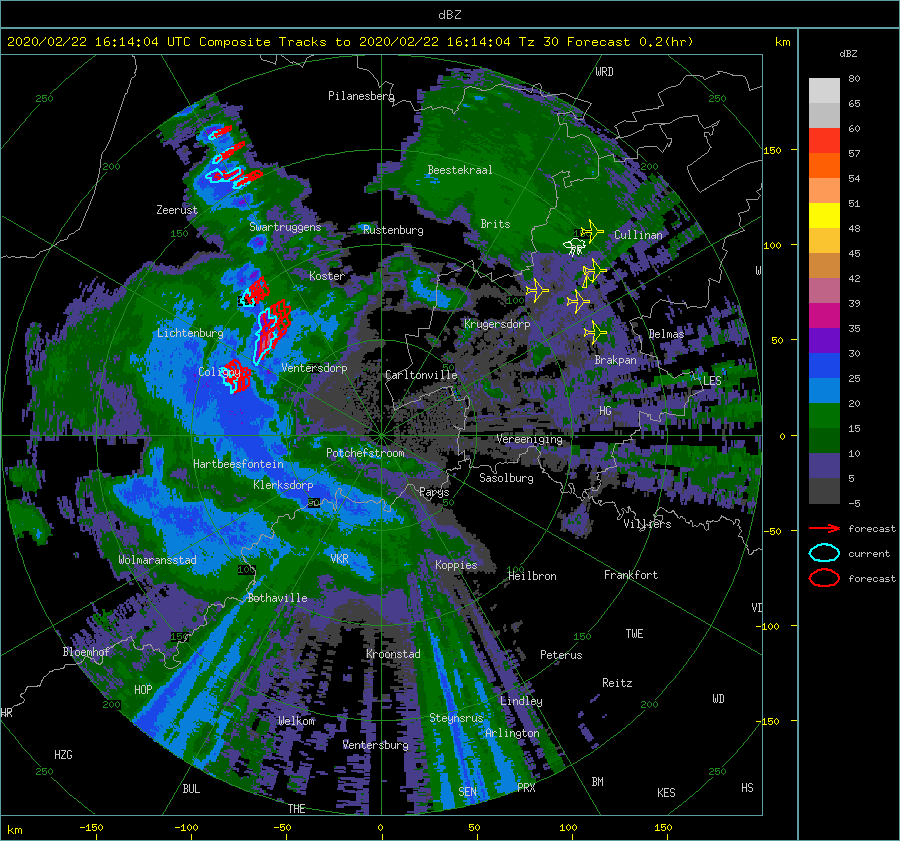 dBZ
2020/02/22 16:14:04 UTC Composite Tracks to 2020/02/22 16:14:04 Tz 30 Forecast 0.2(hr) km
dBZ
80
65
60
57
54
51
48
45
42
39
35
30
25
20
15
10
5
-5
forecast
current
forecast
WRD
250
Pilanesberg
250
150
200
Beestekraal
200
Zeerust
150
Swartruggens
Rustenburg
Brits
Cullinan
100
Koster
W
100
Lichtenburg
Krugersdorp
Delmas
50
Coligny
Ventersdorp
Carltonville
Brakpan
LES
HG
0
Vereeniging
Potchefstroom
Hartbeesfontein
Klerksdorp
Sasolburg
Parys
50
50
Villiers
-50
Wolmaransstad
VKR
Koppies
100
100
Heilbron
Frankfort
Bothaville
VI
-100
150
150
TWE
Bloemhof
Kroonstad
Peterus
HOP
Reitz
200
Lindley
200
WD
HR
Welkom
Steynsrus
-150
Arlington
Ventersburg
HZG
250
250
BUL
SEN
PRX
BM
KES
HS
THE
km
-150
-100
-50
0
50
100
150